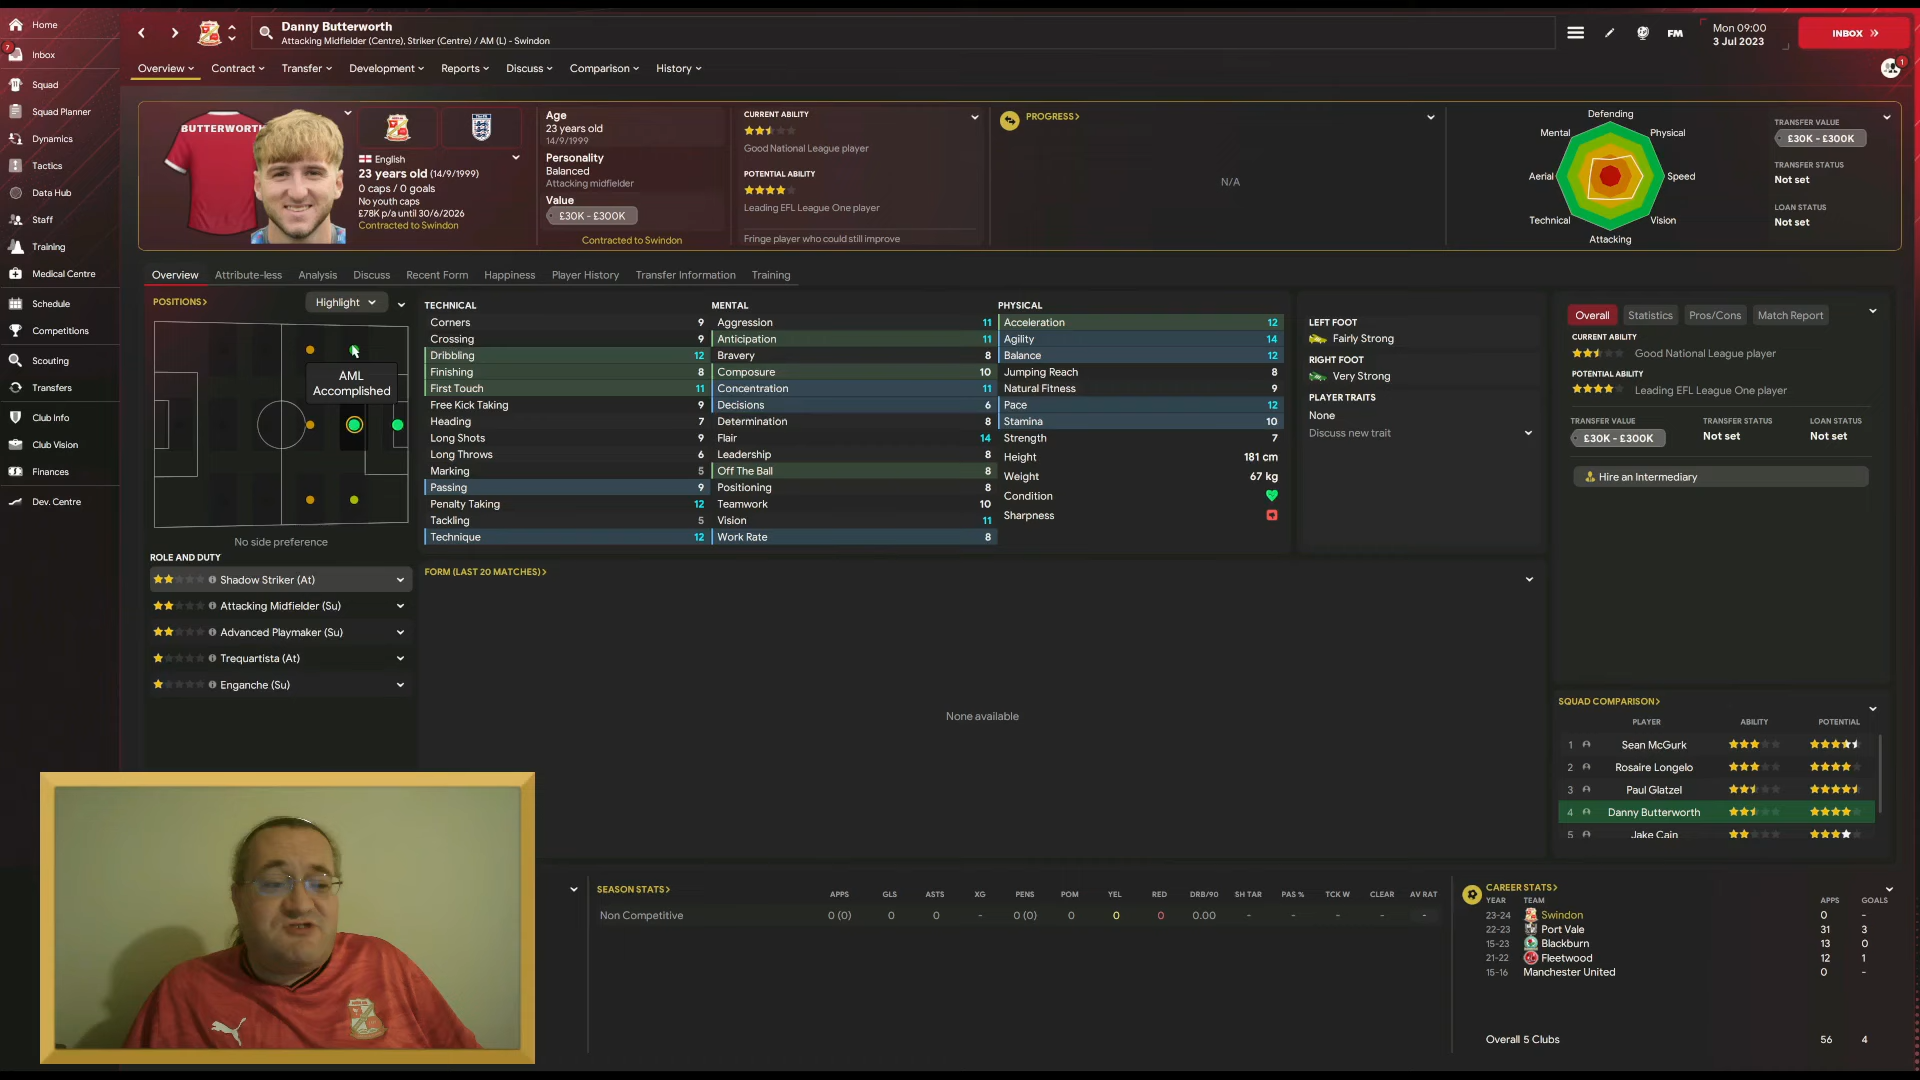 Home
7
Inbox
Squad
Squad Planner
Dynamics
Tactics
Data Hub
Staff
Training
Medical Centre
Schedule
Competitions
Scouting
Transfers
Club Info
Club Vision
Finances
Dev. Centre
Danny Butterworth
Attacking Midfielder (Centre), Striker (Centre) / AM (L) - Swindon
FM
Mon 09:00
3 Jul 2023
INBOX
1
Overview
Contract
Transfer
Development
Reports
Discuss
Comparison
History
BUTTERWORTH
English
23 years old (14/9/1999)
0 caps / 0 goals
No youth caps
£78K p/a until 30/6/2026
Contracted to Swindon
Age
23 years old
14/9/1999
Personality
Balanced
Attacking midfielder
Value
£30K - £300K
Contracted to Swindon
CURRENT ABILITY
Good National League player
POTENTIAL ABILITY
Leading EFL League One player
Fringe player who could still improve
PROGRESS>
N/A
Defending
Mental
Physical
Aerial
Speed
Technical
Vision
Attacking
TRANSFER VALUE
£30K - £300K
TRANSFER STATUS
Not set
LOAN STATUS
Not set
Overview
Attribute-less
Analysis
Discuss
Recent Form
Happiness
Player History
Transfer Information
Training
POSITIONS>
Highlight
AML
Accomplished
No side preference
ROLE AND DUTY
Shadow Striker (At)
Attacking Midfielder (Su)
Advanced Playmaker (Su)
Trequartista (At)
Enganche (Su)
TECHNICAL
Corners 9
Crossing 9
Dribbling 12
Finishing 8
First Touch 11
Free Kick Taking 9
Heading 7
Long Shots 9
Long Throws 6
Marking 5
Passing 9
Penalty Taking 12
Tackling 5
Technique 12
MENTAL
Aggression 11
Anticipation 11
Bravery 8
Composure 10
Concentration 11
Decisions 6
Determination 8
Flair 14
Leadership 8
Off The Ball 8
Positioning 8
Teamwork 10
Vision 11
Work Rate 8
PHYSICAL
Acceleration 12
Agility 14
Balance 12
Jumping Reach 8
Natural Fitness 9
Pace 12
Stamina 10
Strength 7
Height 181 cm
Weight 67 kg
Condition
Sharpness
LEFT FOOT
Fairly Strong
RIGHT FOOT
Very Strong
PLAYER TRAITS
None
Discuss new trait
Overall
Statistics
Pros/Cons
Match Report
CURRENT ABILITY
Good National League player
POTENTIAL ABILITY
Leading EFL League One player
TRANSFER VALUE TRANSFER STATUS LOAN STATUS
£30K - £300K Not set Not set
Hire an Intermediary
FORM (LAST 20 MATCHES)>
None available
SQUAD COMPARISON>
PLAYER ABILITY POTENTIAL
1 Sean McGurk
2 Rosaire Longelo
3 Paul Glatzel
4 Danny Butterworth
5 Jake Cain
SEASON STATS> APPS GLS ASTS XG PENS POM YEL RED DRB/90 SH TAR PAS % TCK W CLEAR AV RAT
Non Competitive 0 (0) 0 0 - 0 (0) 0 0 0 0.00 - - - - -
CAREER STATS>
YEAR TEAM APPS GOALS
23-24 Swindon 0 -
22-23 Port Vale 31 3
15-23 Blackburn 13 0
21-22 Fleetwood 12 1
15-16 Manchester United 0 -
Overall 5 Clubs 56 4